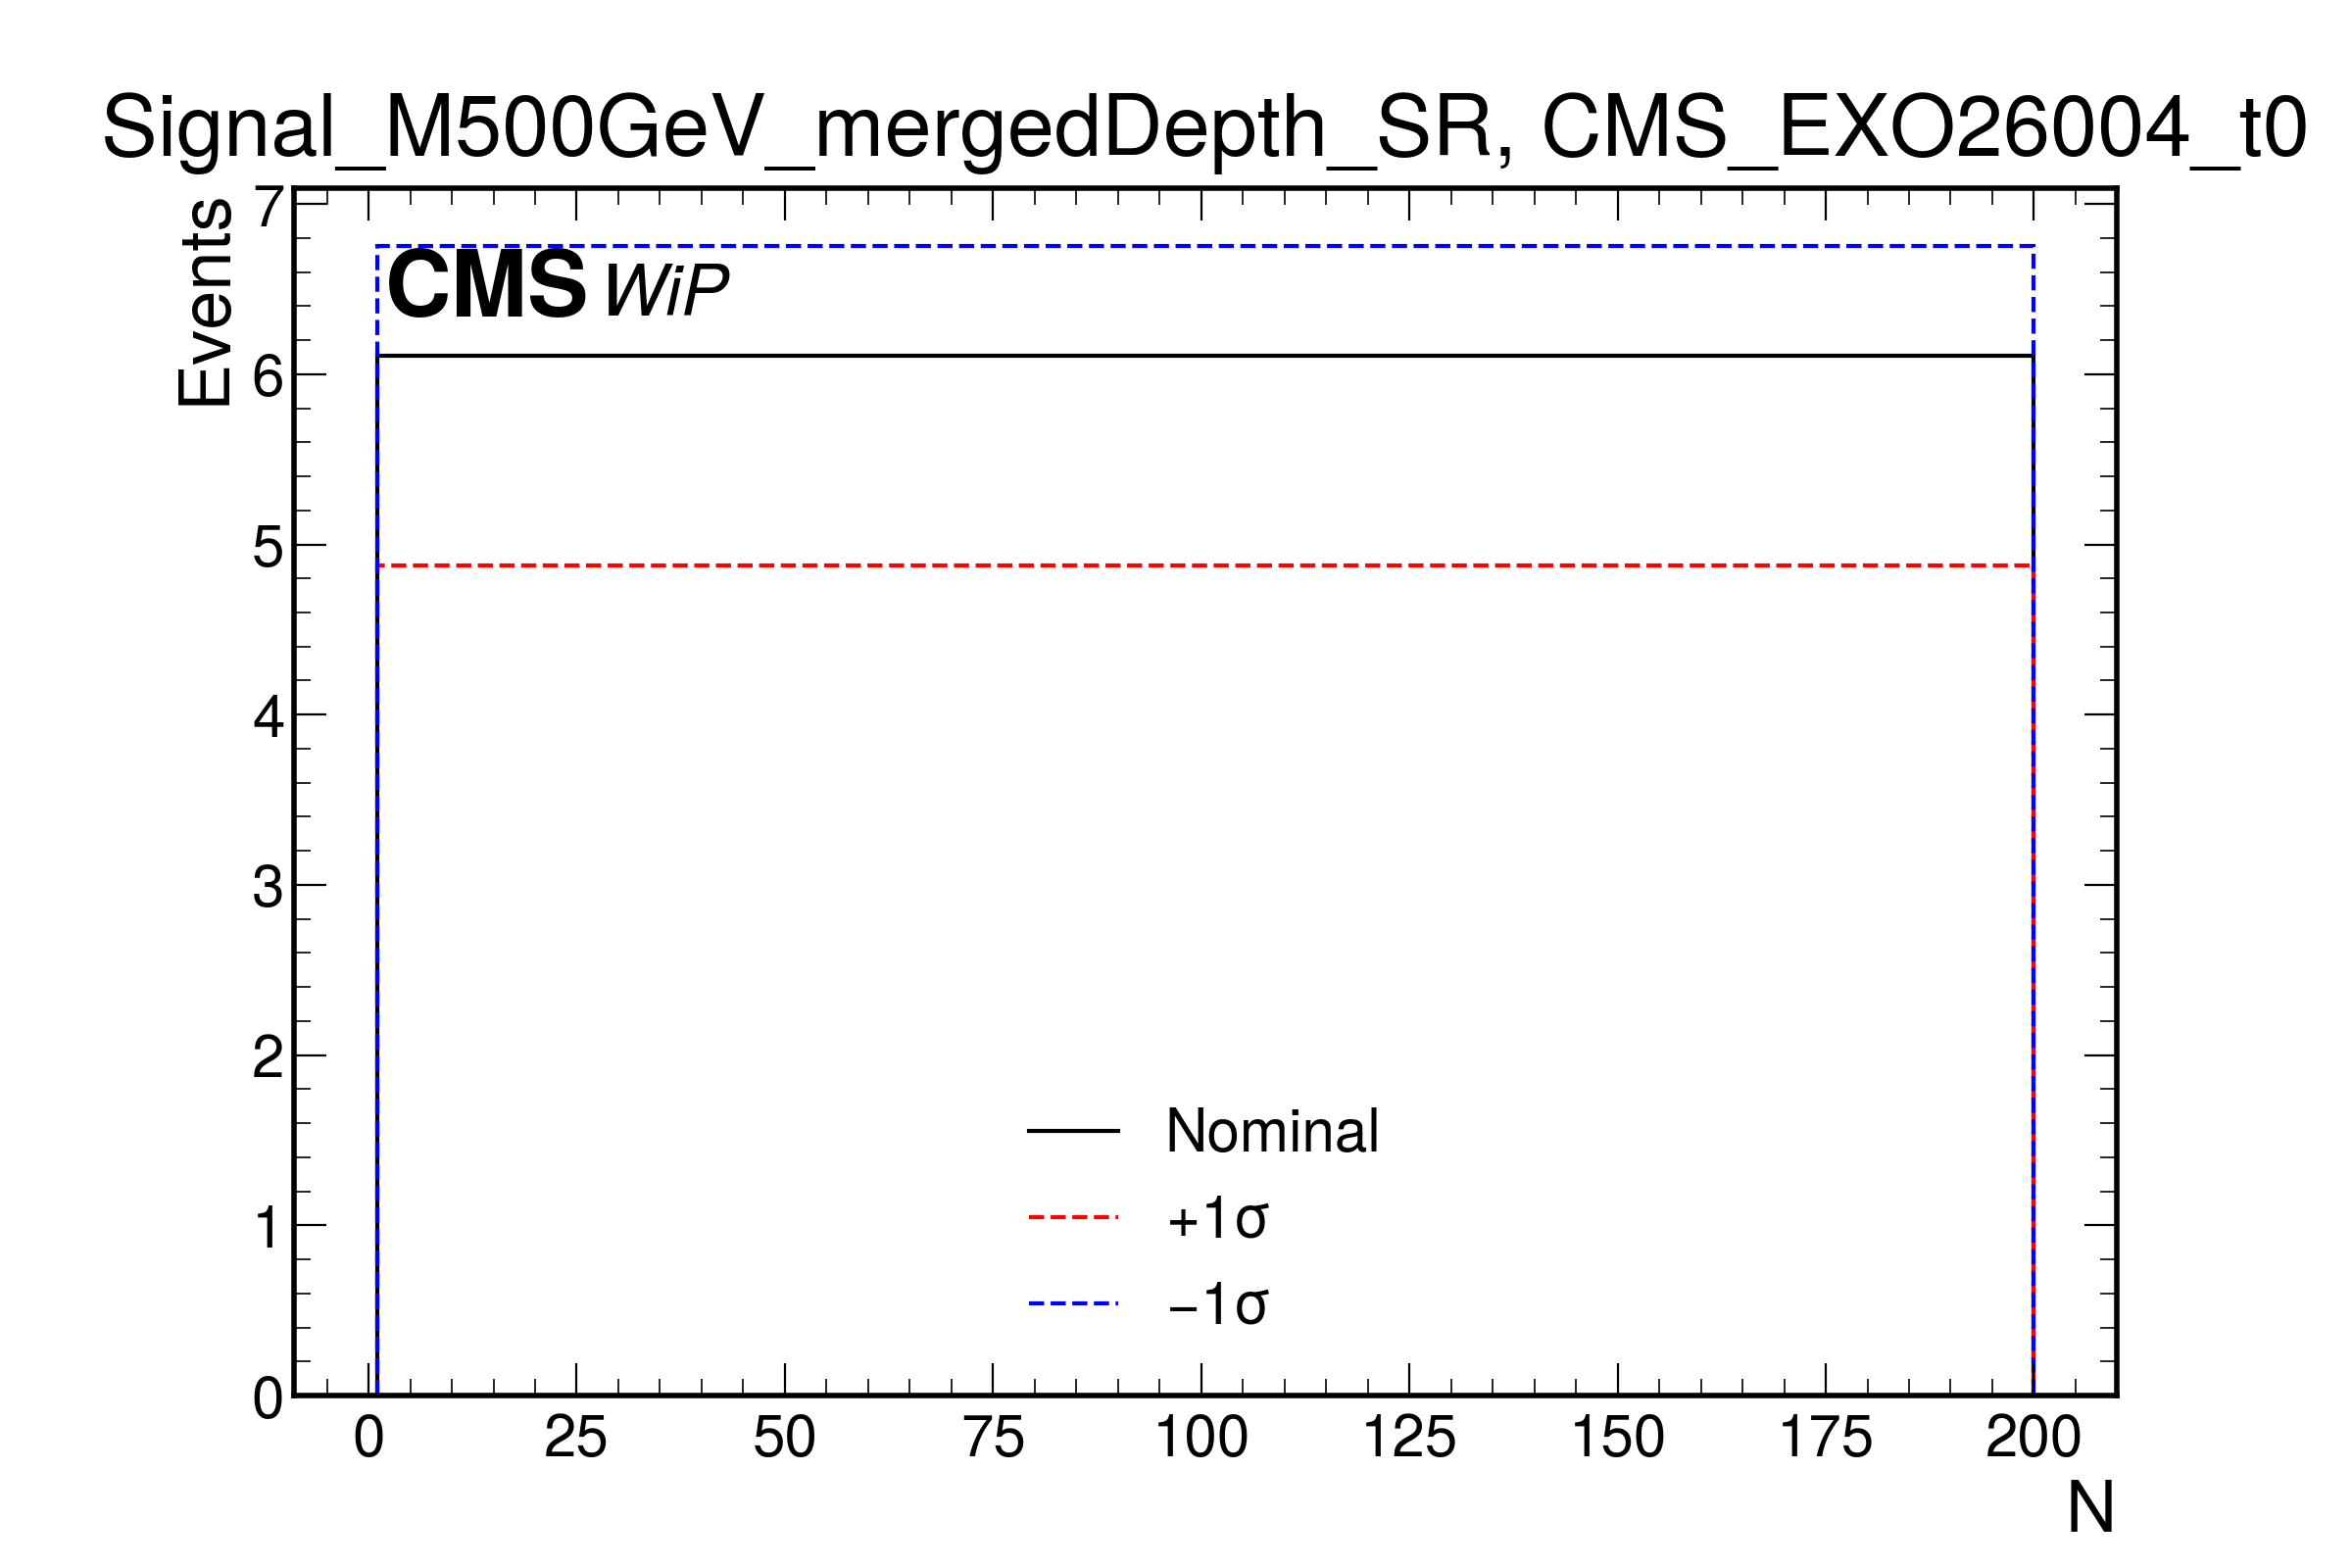 Signal_M500GeV_mergedDepth_SR, CMS_EXO26004_t0
Events
7
6
5
4
3
2
1
0
CMS WiP
Nominal
+1σ
−1σ
0 25 50 75 100 125 150 175 200
N